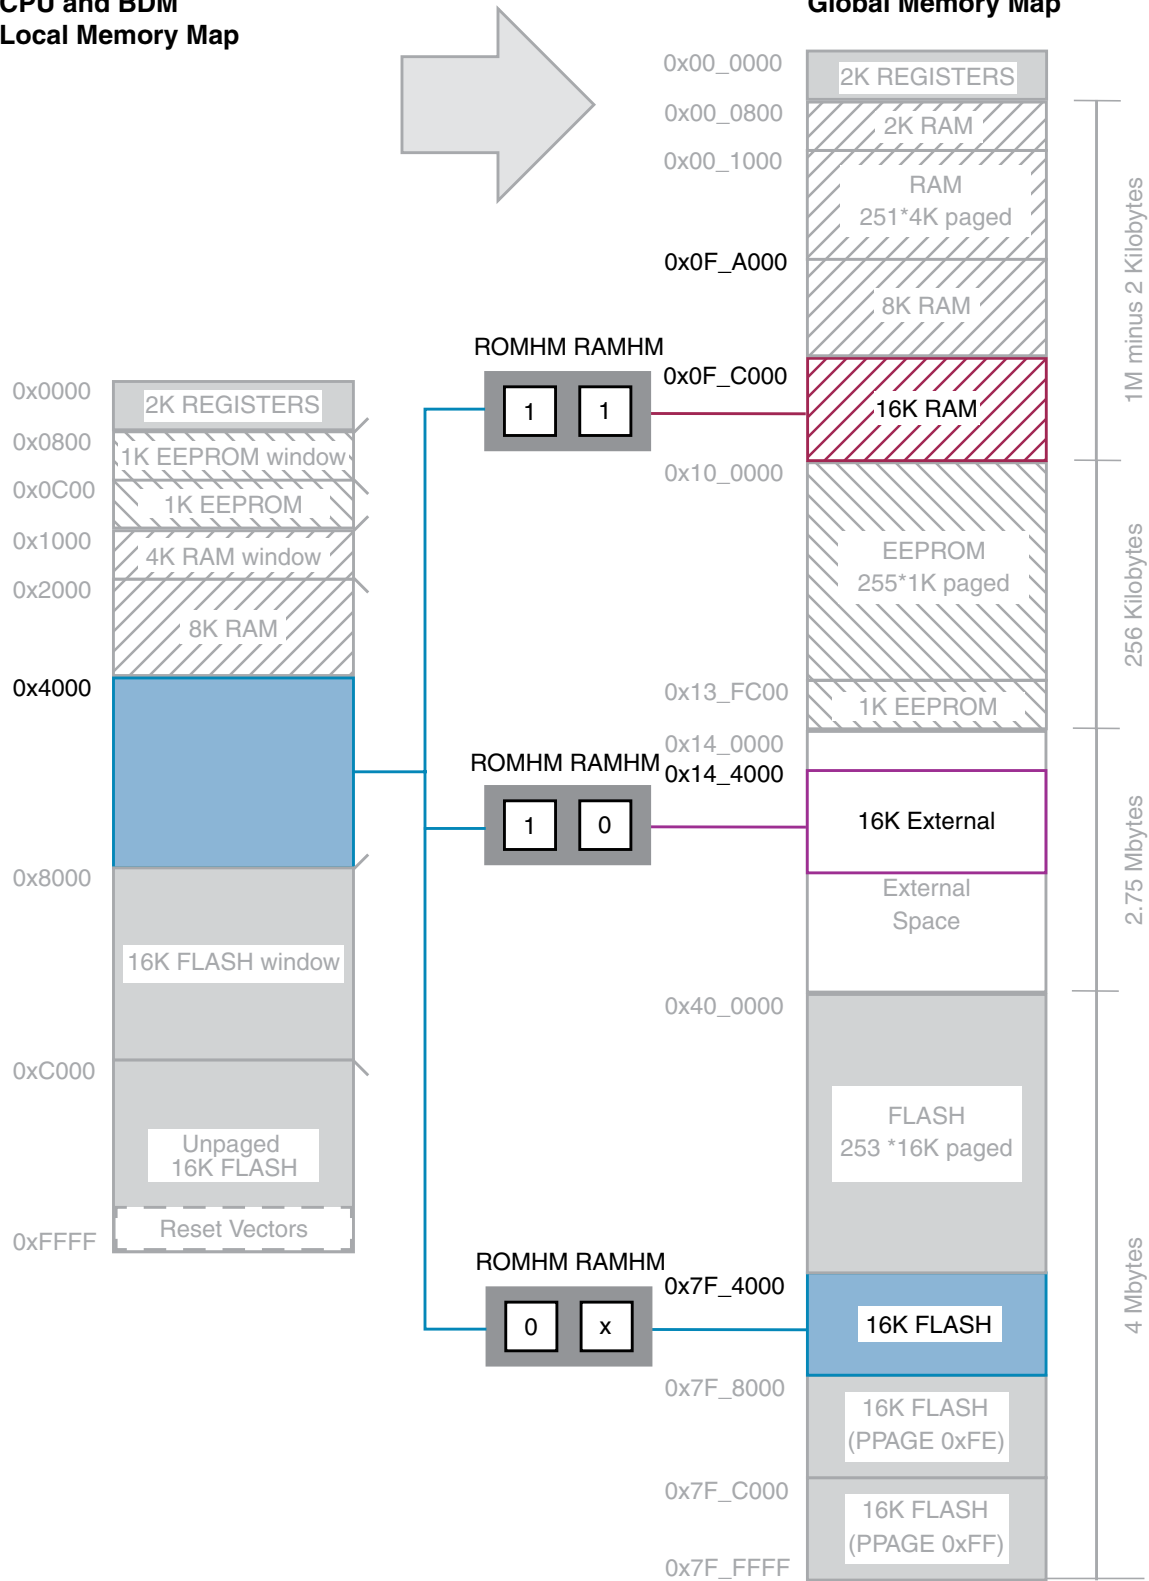 CPU and BDM
Local Memory Map
Global Memory Map
0x00_0000
2K REGISTERS
0x00_0800
2K RAM
0x00_1000
RAM
251*4K paged
0x0F_A000
8K RAM
ROMHM RAMHM
1 1
0x0F_C000
16K RAM
0x10_0000
EEPROM
255*1K paged
0x13_FC00
1K EEPROM
0x14_0000
ROMHM RAMHM
1 0
0x14_4000
16K External
External
Space
0x40_0000
FLASH
253 *16K paged
ROMHM RAMHM
0 x
0x7F_4000
16K FLASH
0x7F_8000
16K FLASH
(PPAGE 0xFE)
0x7F_C000
16K FLASH
(PPAGE 0xFF)
0x7F_FFFF
1M minus 2 Kilobytes
256 Kilobytes
2.75 Mbytes
4 Mbytes
0x0000
2K REGISTERS
0x0800
1K EEPROM window
0x0C00
1K EEPROM
0x1000
4K RAM window
0x2000
8K RAM
0x4000
0x8000
16K FLASH window
0xC000
Unpaged
16K FLASH
Reset Vectors
0xFFFF